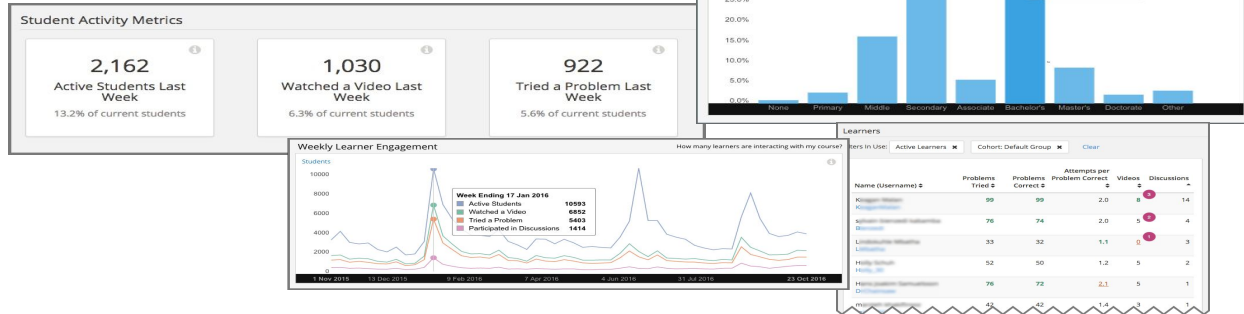 Student Activity Metrics
2,162
Active Students Last
Week
13.2% of current students
1,030
Watched a Video Last
Week
6.3% of current students
922
Tried a Problem Last
Week
5.6% of current students
25.0%
20.0%
15.0%
10.0%
5.0%
0.0%
None Primary Middle Secondary Associate Bachelor's Master's Doctorate Other
Weekly Learner Engagement
How many learners are interacting with my course?
Students
10000
8000
6000
4000
2000
0
Week Ending 17 Jan 2016
Active Students 10593
Watched a Video 6852
Tried a Problem 5403
Participated in Discussions 1414
1 Nov 2015 13 Dec 2015 9 Feb 2016 7 Apr 2016 4 Jun 2016 31 Jul 2016 23 Oct 2016
Learners
In Use: Active Learners × Cohort: Default Group × Clear
Name (Username) Problems Tried Problems Correct Attempts per Problem Correct Videos Discussions
99 99 2.0 8 3 14
76 74 2.0 5 2 4
33 32 1.1 0 1 3
52 50 1.2 5 2
76 72 2.1 5 1
42 42 1.4 3 1